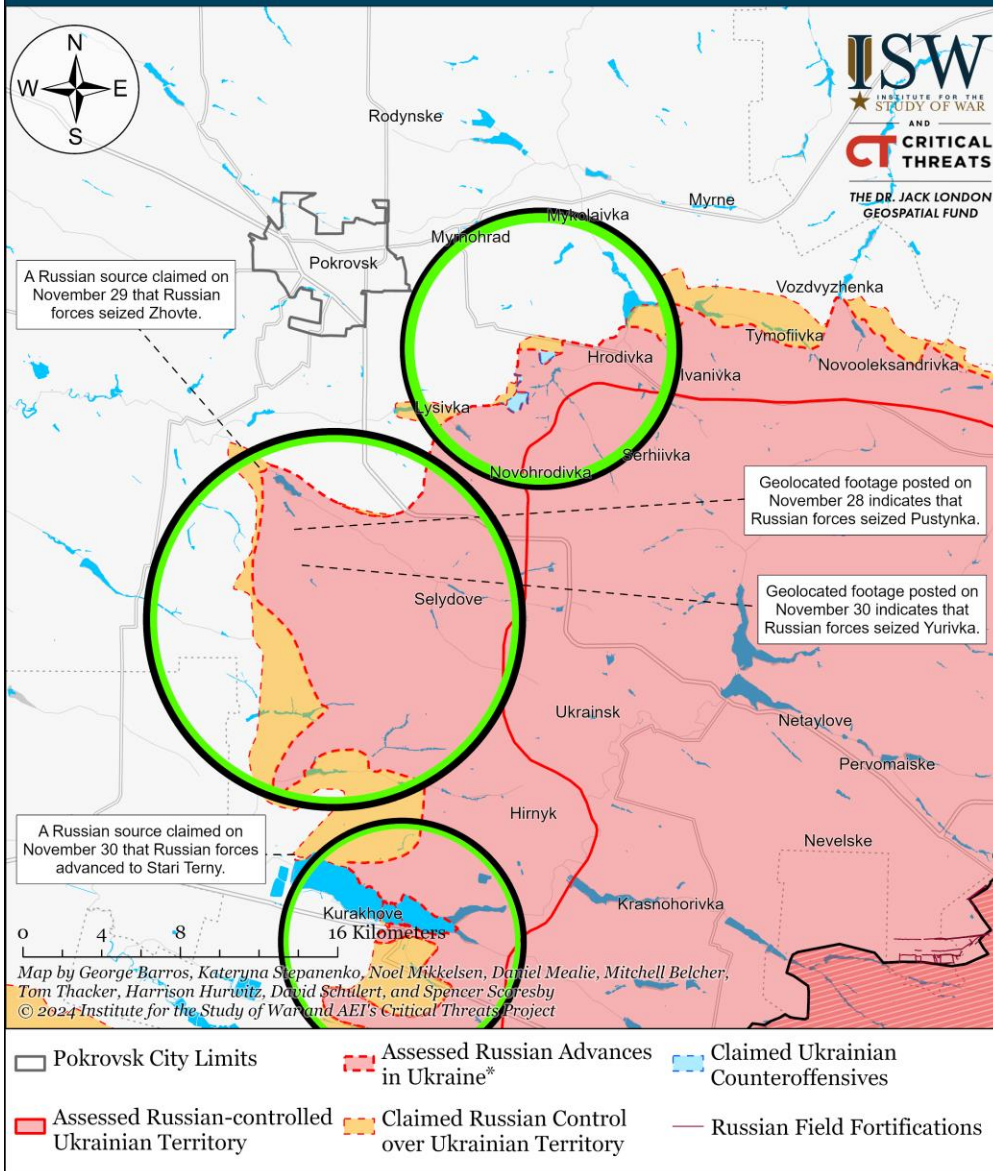 N
W E
S
ISW
INSTITUTE FOR THE
STUDY OF WAR
AND
CT CRITICAL
THREATS
THE DR. JACK LONDON
GEOSPATIAL FUND
Rodynske
Myrne
Mykolaivka
Myrnohrad
Pokrovsk
A Russian source claimed on
November 29 that Russian
forces seized Zhovte.
Vozdvyzhenka
Tymofiivka
Hrodivka
Novooleksandrivka
Ivanivka
Lysivka
Serhiivka
Novohrodivka
Geolocated footage posted on
November 28 indicates that
Russian forces seized Pustynka.
Selydove
Geolocated footage posted on
November 30 indicates that
Russian forces seized Yurivka.
Ukrainsk
Netaylove
Pervomaiske
Hirnyk
Nevelske
A Russian source claimed on
November 30 that Russian forces
advanced to Stari Terny.
Krasnohorivka
Kurakhove
0 4 8 16 Kilometers
Map by George Barros, Kateryna Stepanenko, Noel Mikkelsen, Daniel Mealie, Mitchell Belcher,
Tom Thacker, Harrison Hurwitz, David Schulert, and Spencer Scoresby
© 2024 Institute for the Study of War and AEI's Critical Threats Project
Pokrovsk City Limits
Assessed Russian Advances
in Ukraine*
Claimed Ukrainian
Counteroffensives
Assessed Russian-controlled
Ukrainian Territory
Claimed Russian Control
over Ukrainian Territory
Russian Field Fortifications